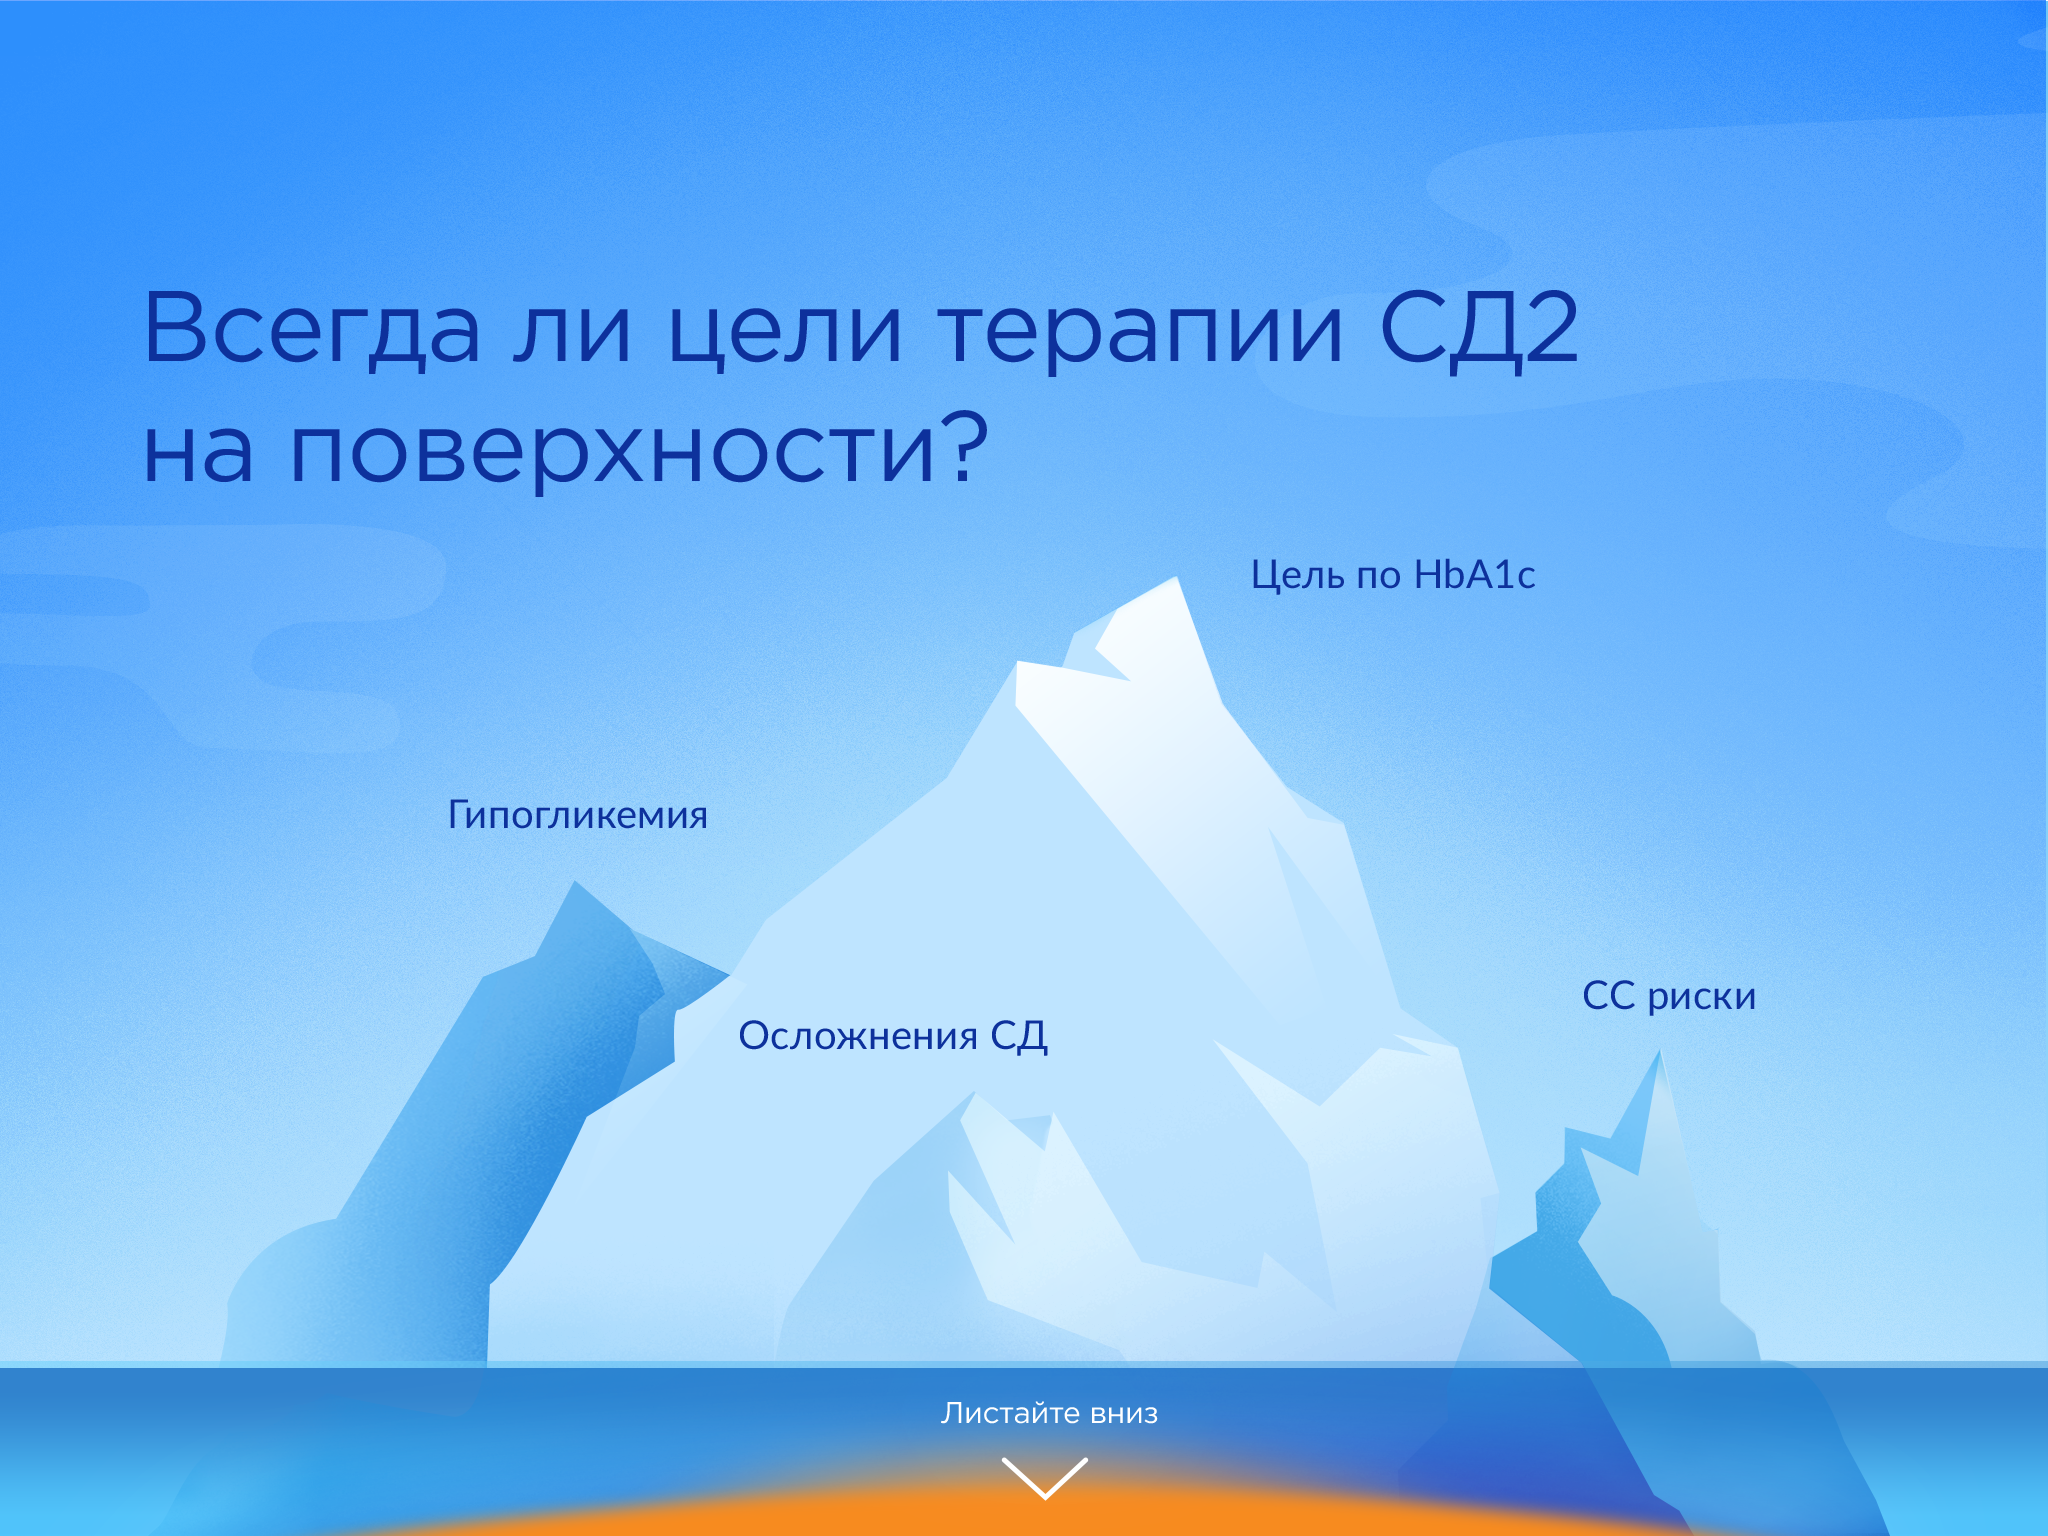 Всегда ли цели терапии СД2
на поверхности?
Цель по HbA1c
Гипогликемия
СС риски
Осложнения СД
Листайте вниз